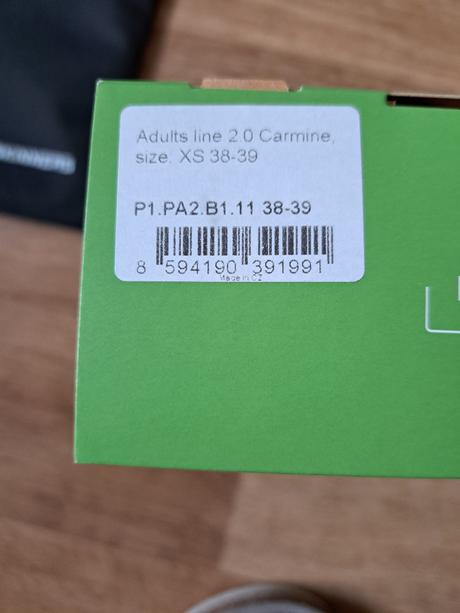 Adults line 2.0 Carmine,
size: XS 38-39
P1.PA2.B1.11 38-39
8 594190 391991
Made in CZ